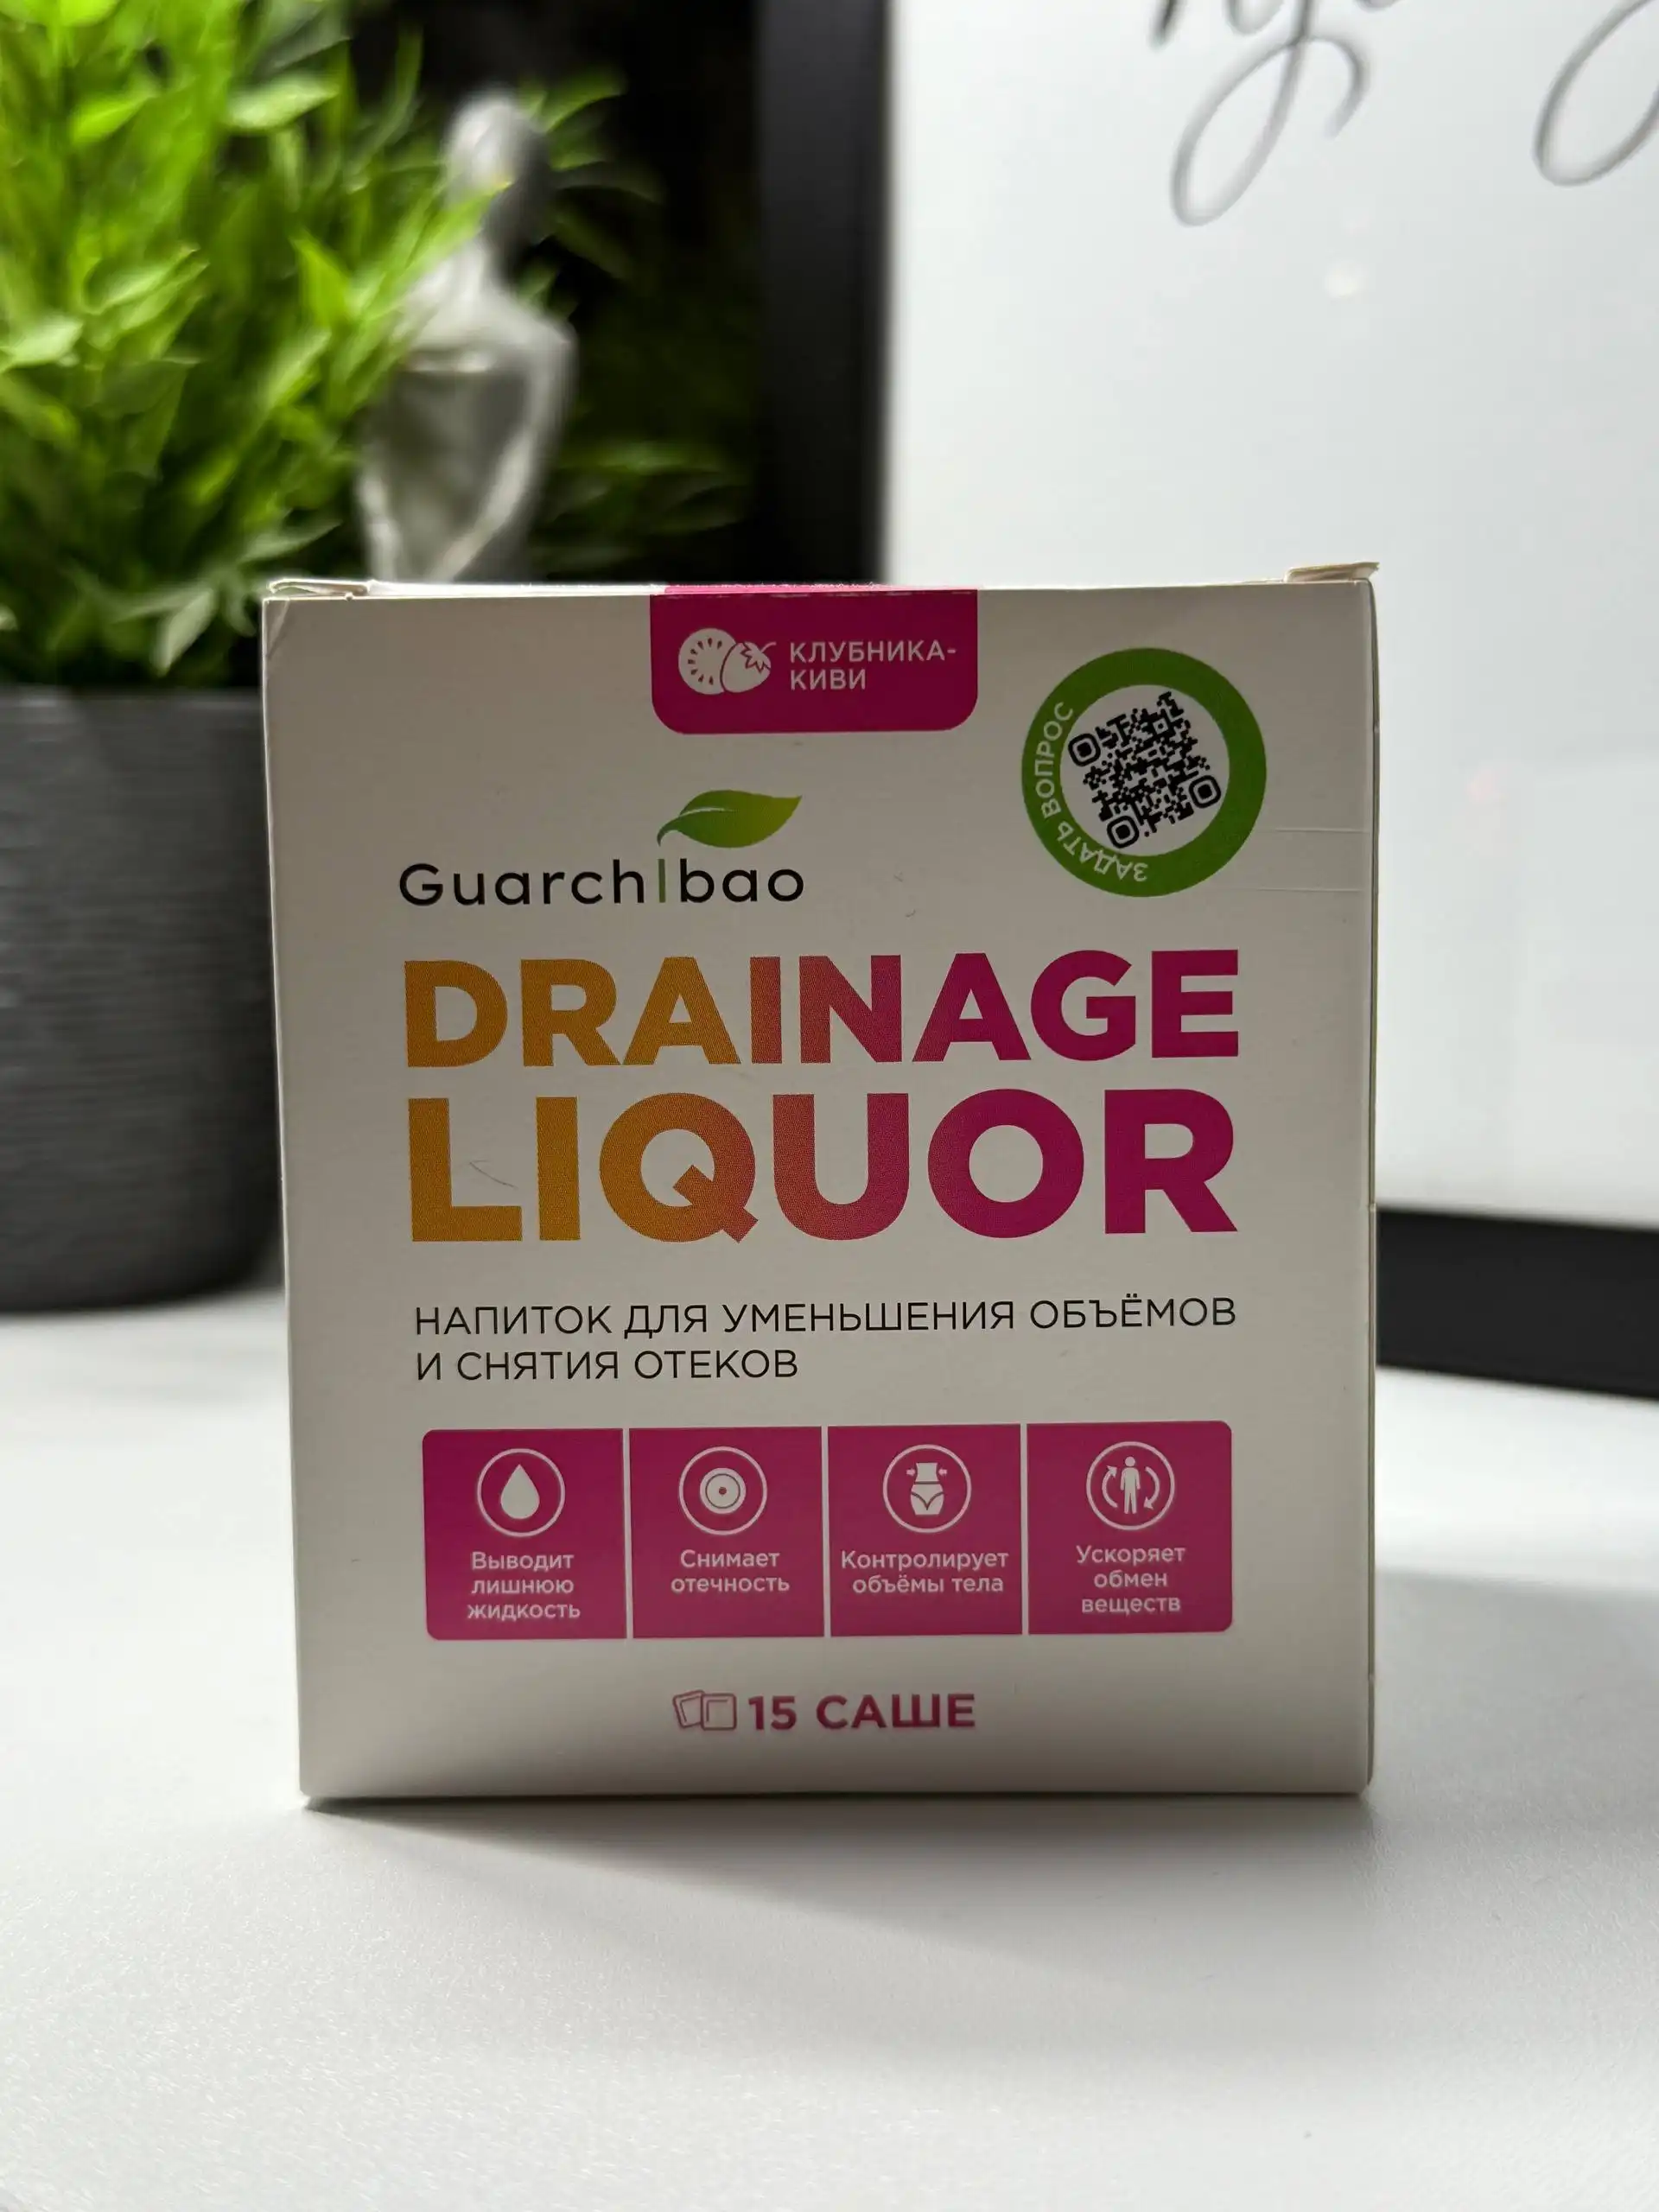 КЛУБНИКА-
КИВИ
ЗАДАТЬ ВОПРОС
Guarchibao
DRAINAGE
LIQUOR
НАПИТОК ДЛЯ УМЕНЬШЕНИЯ ОБЪЁМОВ
И СНЯТИЯ ОТЕКОВ
Выводит
лишнюю
жидкость
Снимает
отечность
Контролирует
объёмы тела
Ускоряет
обмен
веществ
15 САШЕ